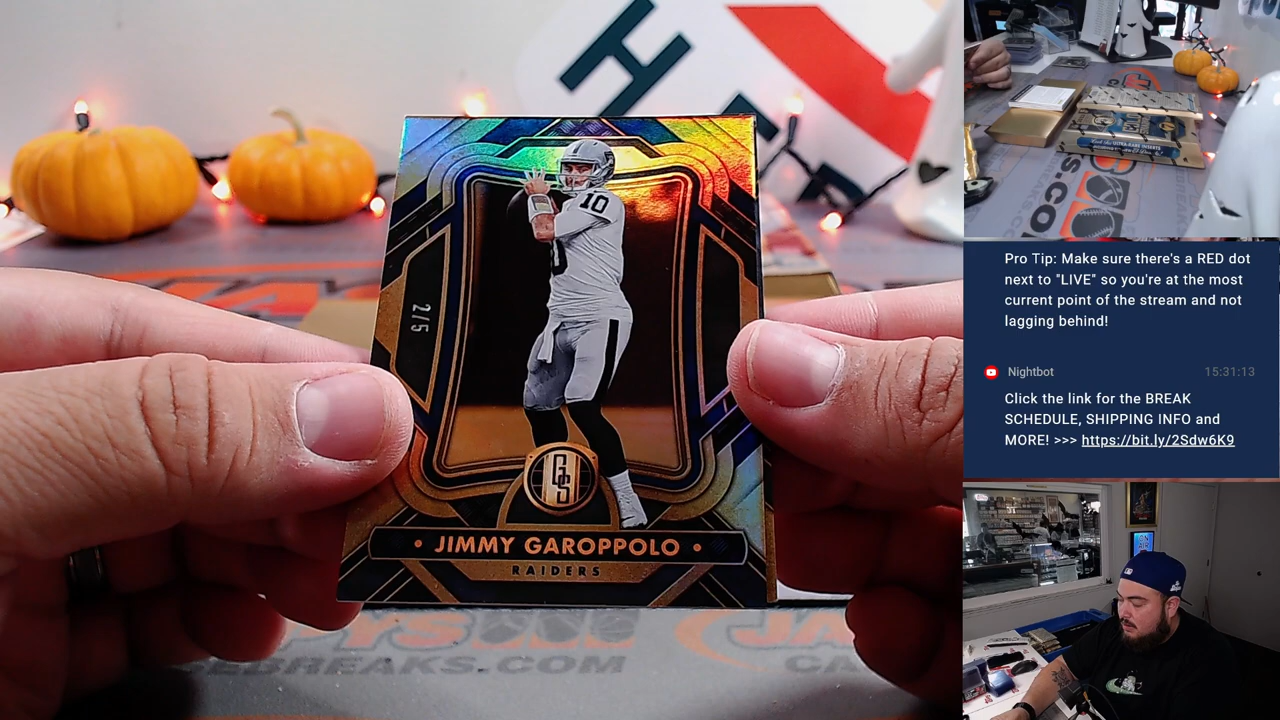 10
2/5
GS
• JIMMY GAROPPOLO •
RAIDERS
Pro Tip: Make sure there's a RED dot
next to "LIVE" so you're at the most
current point of the stream and not
lagging behind!
Nightbot
15:31:13
Click the link for the BREAK
SCHEDULE, SHIPPING INFO and
MORE! >>> https://bit.ly/2Sdw6K9